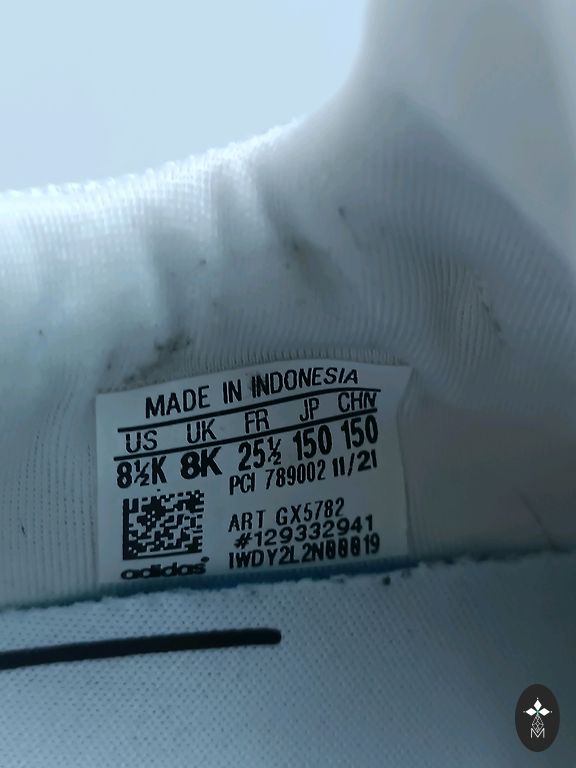 MADE IN INDONESIA
US UK FR JP CHN
8½K 8K 25½ 150 150
PCI 789002 11/21
ART GX5782
#129332941
IWDY2L2N00019
adidas
M